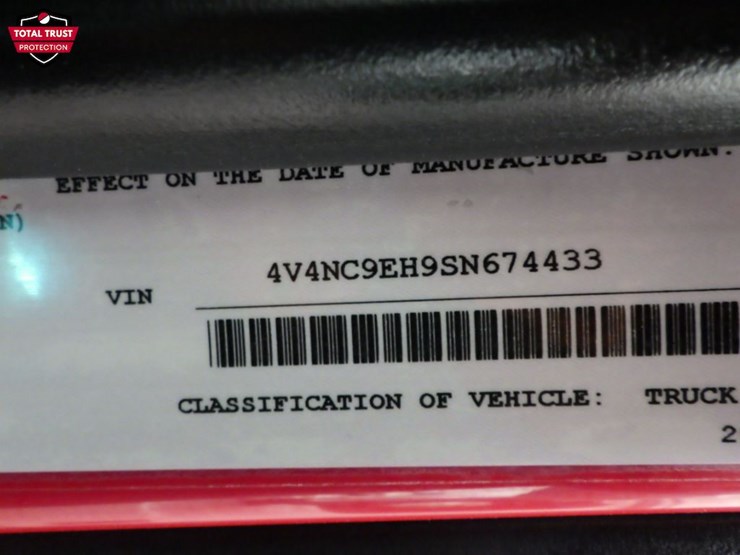 TOTAL TRUST
PROTECTION
EFFECT ON THE DATE OF MANUFACTURE SHOWN.
N)
VIN 4V4NC9EH9SN674433
CLASSIFICATION OF VEHICLE: TRUCK
2